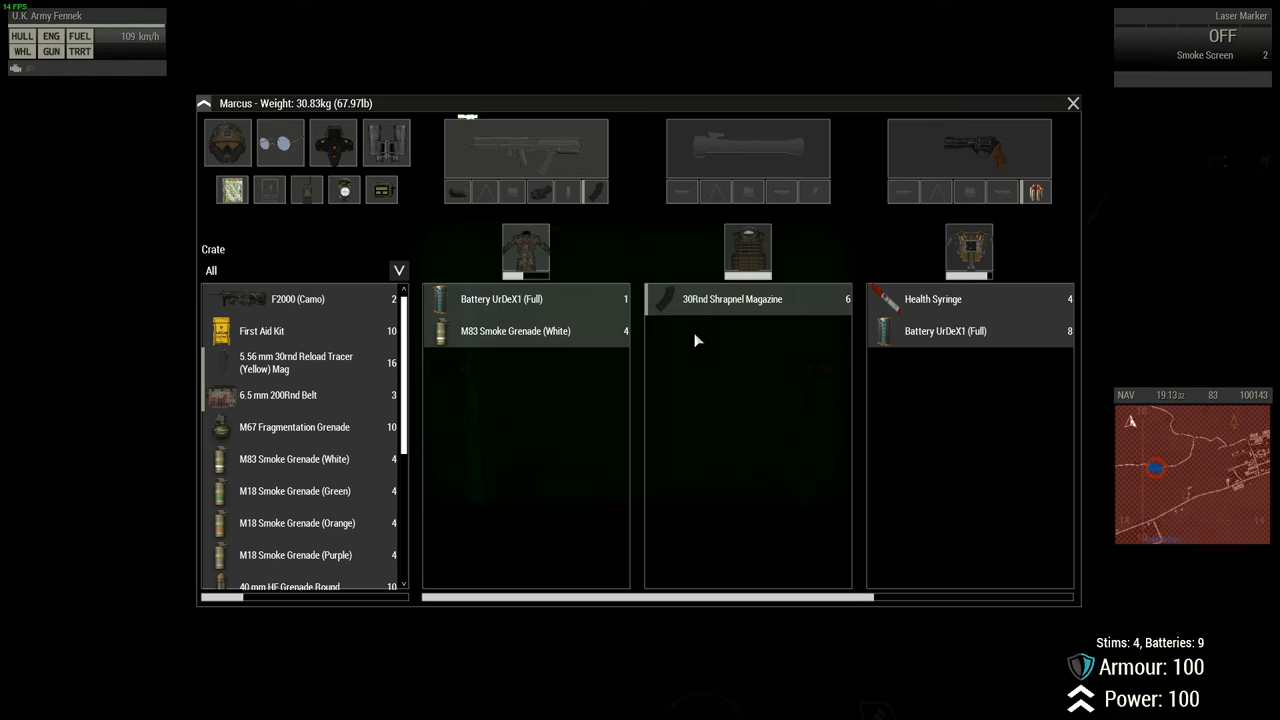 14 FPS
U.K. Army Fennek
HULL ENG FUEL 109 km/h
WHL GUN TRRT
Laser Marker
OFF
Smoke Screen 2
Marcus - Weight: 30.83kg (67.97lb)
Crate
All
F2000 (Camo) 2
First Aid Kit 10
5.56 mm 30rnd Reload Tracer
(Yellow) Mag 16
6.5 mm 200Rnd Belt 3
M67 Fragmentation Grenade 10
M83 Smoke Grenade (White) 4
M18 Smoke Grenade (Green) 4
M18 Smoke Grenade (Orange) 4
M18 Smoke Grenade (Purple) 4
40 mm HE Grenade Round 10
Battery UrDeX1 (Full) 1
M83 Smoke Grenade (White) 4
30Rnd Shrapnel Magazine 6
Health Syringe 4
Battery UrDeX1 (Full) 8
NAV 19:13 32 83 100143
Stims: 4, Batteries: 9
Armour: 100
Power: 100